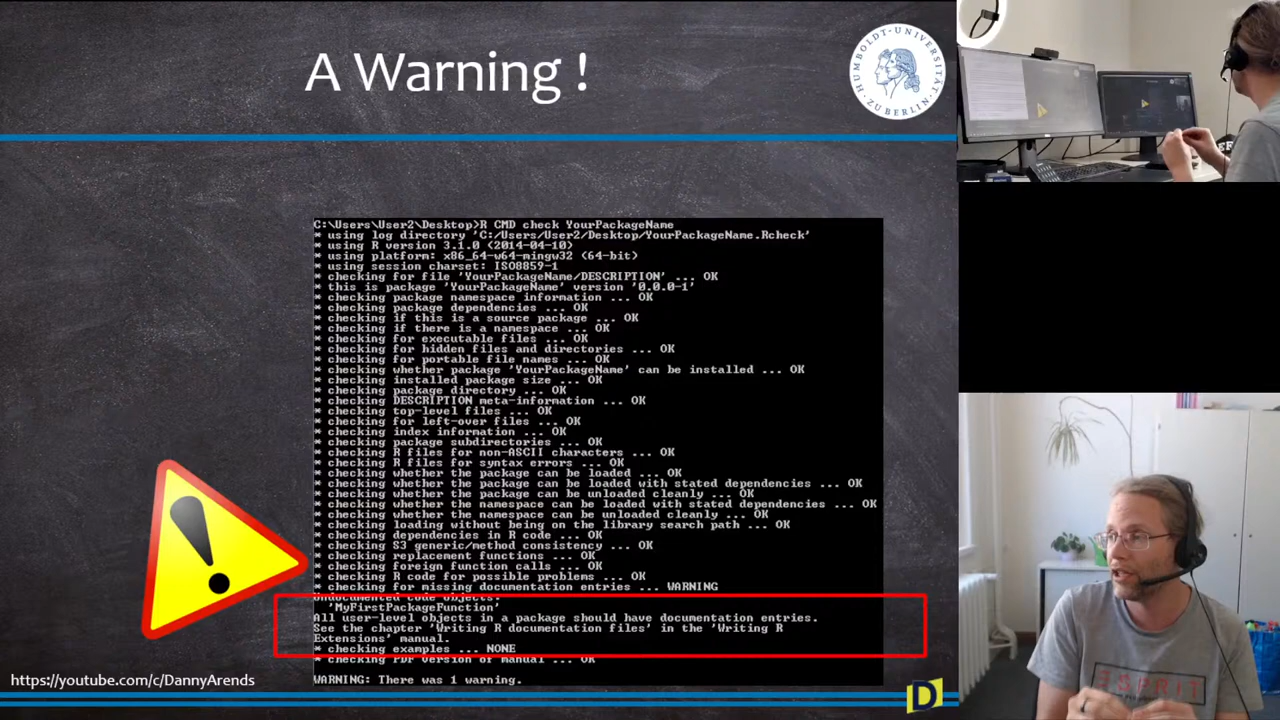 A Warning !
HUMBOLDT-UNIVERSITÄT
ZU BERLIN
C:\Users\User2\Desktop>R CMD check YourPackageName
* using log directory 'C:/Users/User2/Desktop/YourPackageName.Rcheck'
* using R version 3.1.0 (2014-04-10)
* using platform: x86_64-w64-mingw32 (64-bit)
* using session charset: ISO8859-1
* checking for file 'YourPackageName/DESCRIPTION' ... OK
* this is package 'YourPackageName' version '0.0.0-1'
* checking package namespace information ... OK
* checking package dependencies ... OK
* checking if this is a source package ... OK
* checking if there is a namespace ... OK
* checking for executable files ... OK
* checking for hidden files and directories ... OK
* checking for portable file names ... OK
* checking whether package 'YourPackageName' can be installed ... OK
* checking installed package size ... OK
* checking package directory ... OK
* checking DESCRIPTION meta-information ... OK
* checking top-level files ... OK
* checking for left-over files ... OK
* checking index information ... OK
* checking package subdirectories ... OK
* checking R files for non-ASCII characters ... OK
* checking R files for syntax errors ... OK
* checking whether the package can be loaded ... OK
* checking whether the package can be loaded with stated dependencies ... OK
* checking whether the package can be unloaded cleanly ... OK
* checking whether the namespace can be loaded with stated dependencies ... OK
* checking whether the namespace can be unloaded cleanly ... OK
* checking loading without being on the library search path ... OK
* checking dependencies in R code ... OK
* checking S3 generic/method consistency ... OK
* checking replacement functions ... OK
* checking foreign function calls ... OK
* checking R code for possible problems ... OK
* checking for missing documentation entries ... WARNING
Undocumented code objects:
'MyFirstPackageFunction'
All user-level objects in a package should have documentation entries.
See the chapter 'Writing R documentation files' in the 'Writing R
Extensions' manual.
* checking examples ... NONE
* checking PDF version of manual ... OK
WARNING: There was 1 warning.
https://youtube.com/c/DannyArends
D
ESPRIT